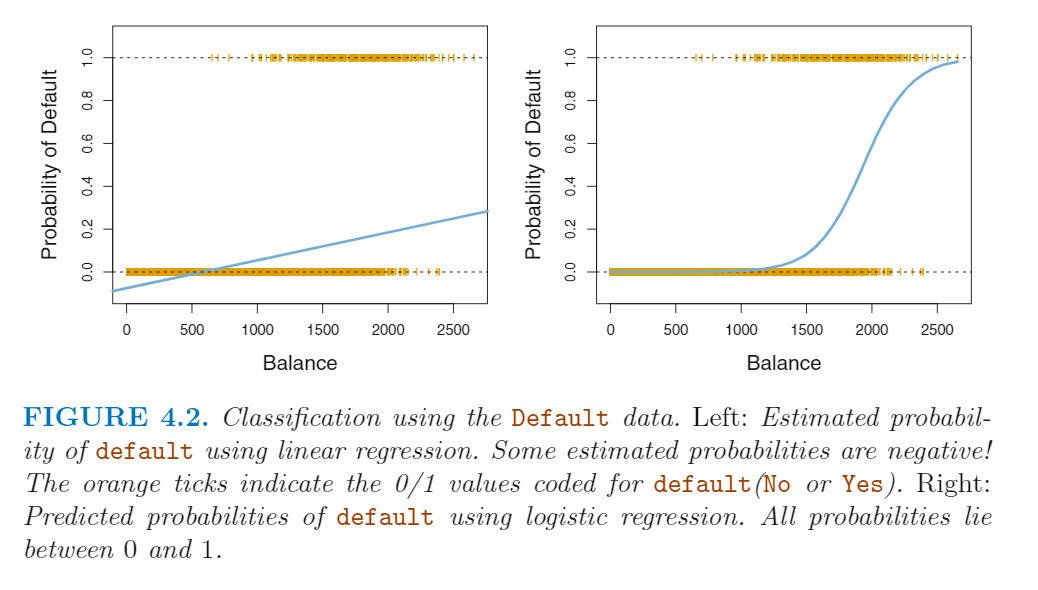 Probability of Default
1.0
0.8
0.6
0.4
0.2
0.0
0 500 1000 1500 2000 2500
Balance
Probability of Default
1.0
0.8
0.6
0.4
0.2
0.0
0 500 1000 1500 2000 2500
Balance
FIGURE 4.2. Classification using the Default data. Left: Estimated probabil-
ity of default using linear regression. Some estimated probabilities are negative!
The orange ticks indicate the 0/1 values coded for default(No or Yes). Right:
Predicted probabilities of default using logistic regression. All probabilities lie
between 0 and 1.